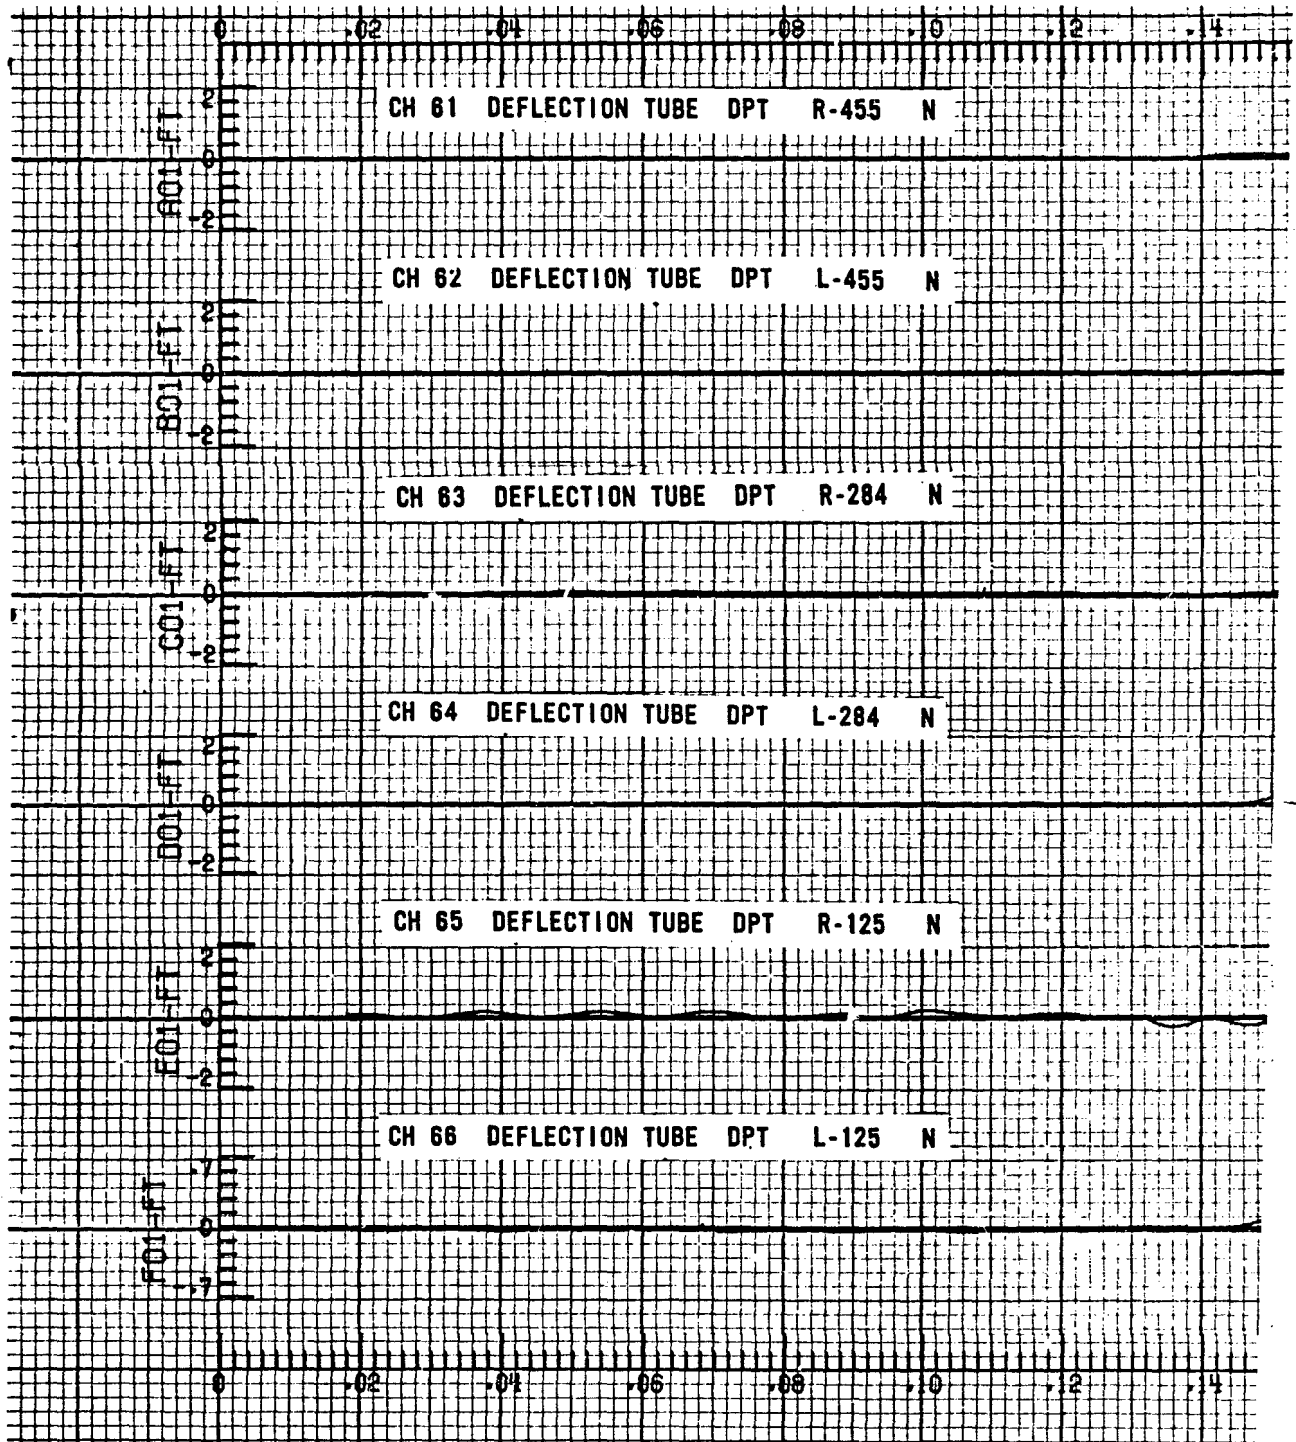 0 .02 .04 .06 .08 .10 .12 .14
CH 61 DEFLECTION TUBE DPT R-455 N
2
0
-2
A01-FT
CH 62 DEFLECTION TUBE DPT L-455 N
2
0
-2
B01-FT
CH 63 DEFLECTION TUBE DPT R-284 N
2
0
-2
C01-FT
CH 64 DEFLECTION TUBE DPT L-284 N
2
0
-2
D01-FT
CH 65 DEFLECTION TUBE DPT R-125 N
2
0
-2
E01-FT
CH 66 DEFLECTION TUBE DPT L-125 N
.7
0
-.7
F01-FT
0 .02 .04 .06 .08 .10 .12 .14